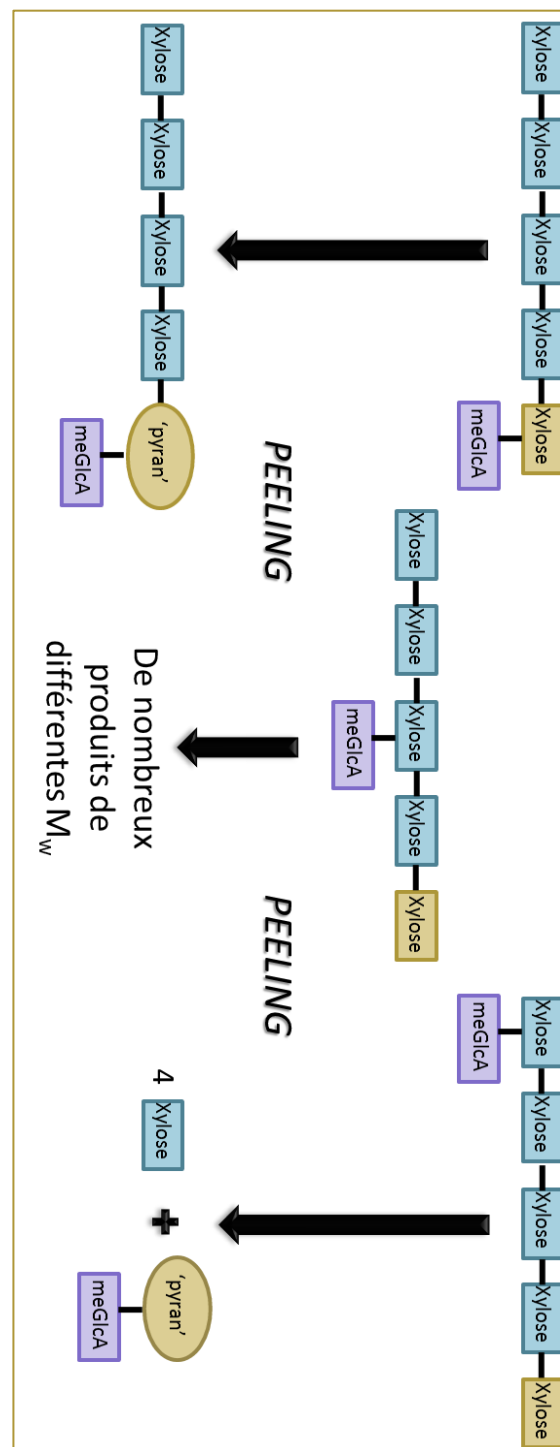 Xylose Xylose Xylose Xylose Xylose
meGlcA
Xylose Xylose Xylose Xylose Xylose
meGlcA
Xylose Xylose Xylose Xylose Xylose
meGlcA
PEELING
PEELING
Xylose Xylose Xylose Xylose 'pyran'
meGlcA
De nombreux
produits de
différentes Mw
4 Xylose + 'pyran'
meGlcA